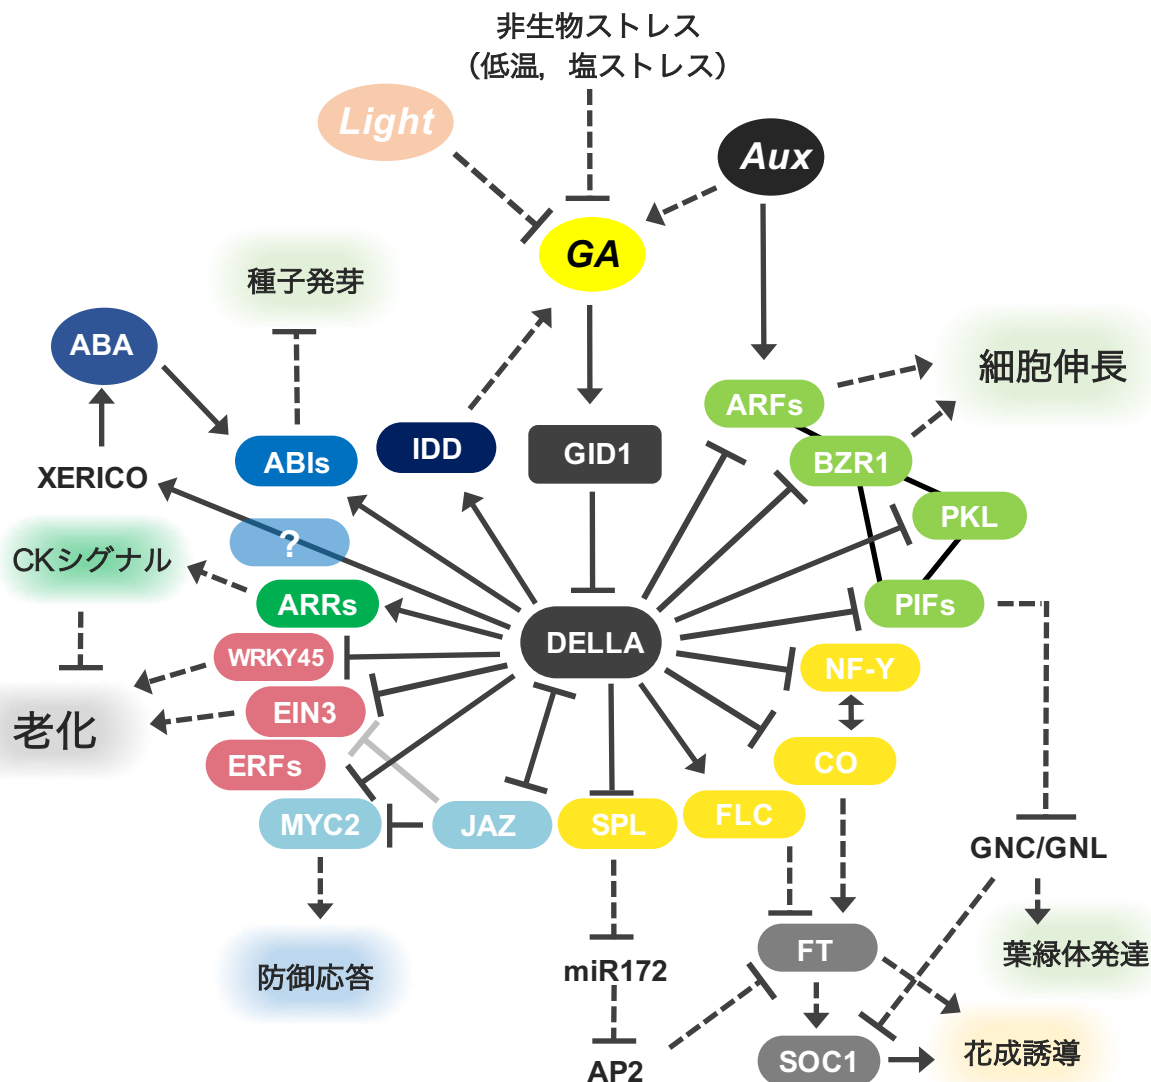 非生物ストレス
（低温，塩ストレス）
Light
Aux
GA
種子発芽
ABA
細胞伸長
ARFs
IDD
GID1
ABIs
BZR1
XERICO
PKL
?
CKシグナル
ARRs
PIFs
DELLA
WRKY45
NF-Y
EIN3
老化
ERFs
CO
MYC2
JAZ
SPL
FLC
GNC/GNL
FT
葉緑体発達
防御応答
miR172
花成誘導
SOC1
AP2